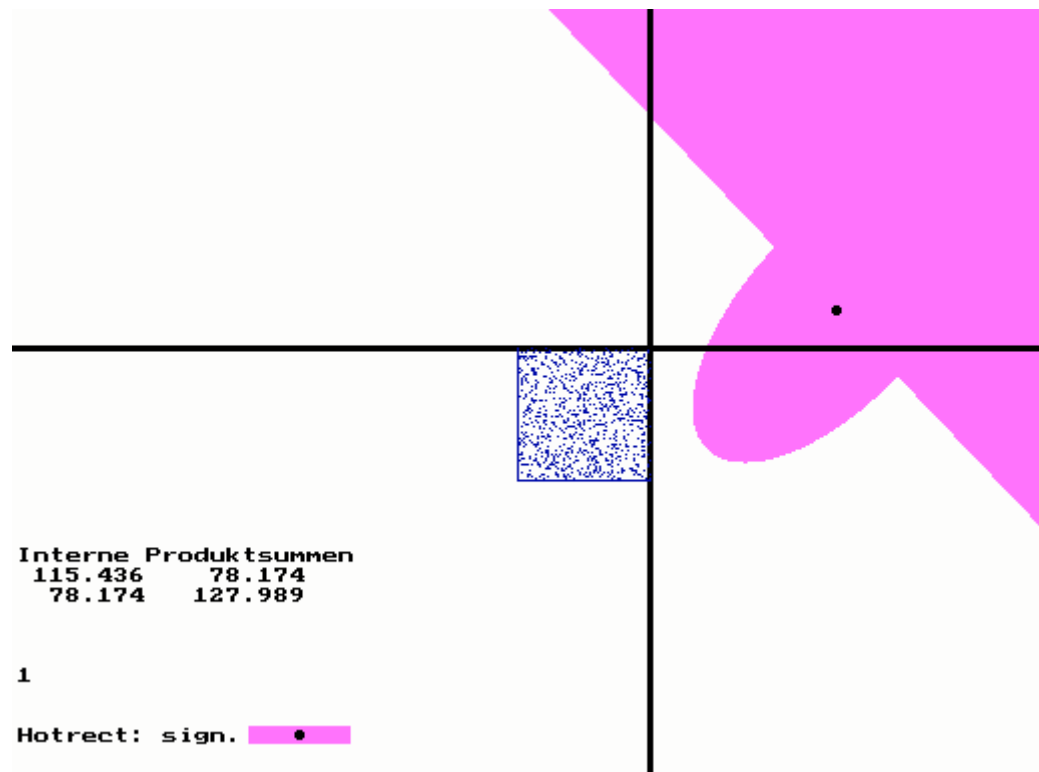 Interne Produktsummen
115.436 78.174
78.174 127.989
1
Hotrect: sign.